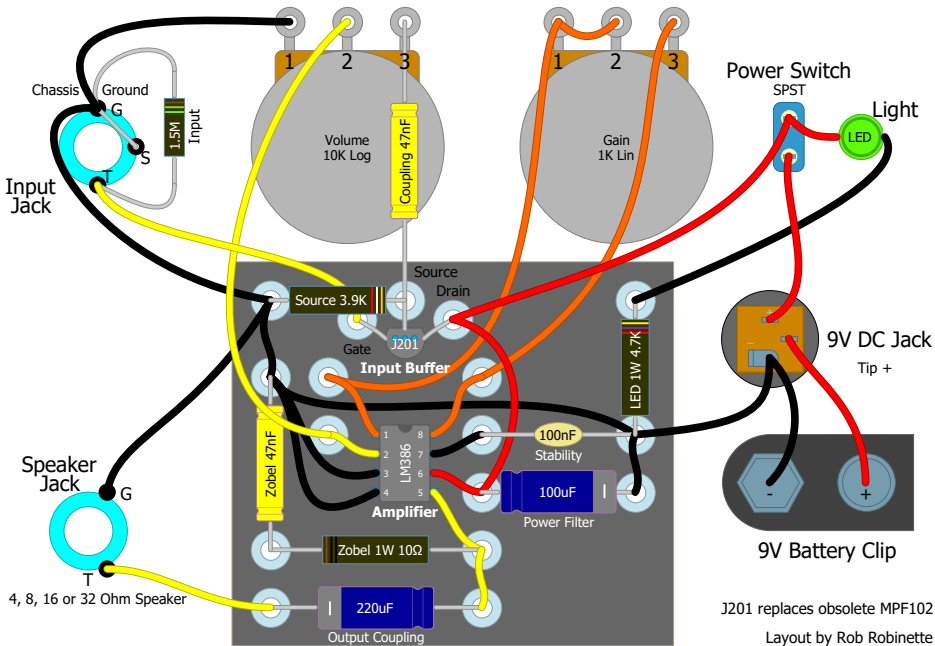 1 2 3
1 2 3
Power Switch
SPST
Light
LED
Chassis Ground
G
S
T
1.5M
Input
Input
Jack
Volume
10K Log
Coupling 47nF
Gain
1K Lin
Source
Drain
Source 3.9K
J201
Gate
Input Buffer
LED 1W 4.7K
+
-
9V DC Jack
Tip +
Zobel 47nF
1 8
2 7
3 6
4 5
LM386
Amplifier
100nF
Stability
100uF
Power Filter
Speaker
Jack
G
T
4, 8, 16 or 32 Ohm Speaker
Zobel 1W 10Ω
220uF
Output Coupling
- +
9V Battery Clip
J201 replaces obsolete MPF102
Layout by Rob Robinette